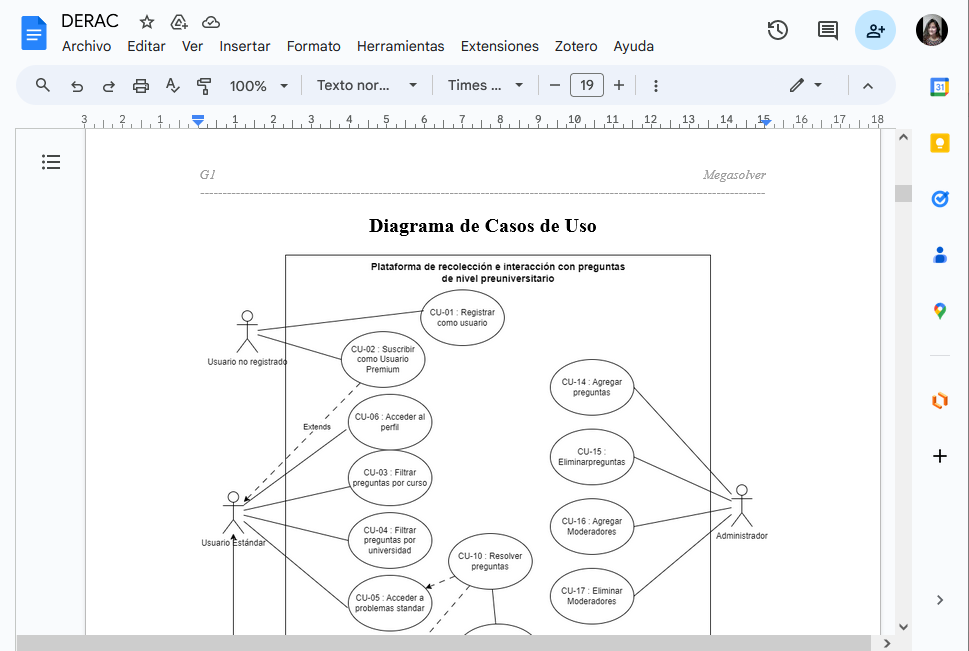 DERAC
Archivo Editar Ver Insertar Formato Herramientas Extensiones Zotero Ayuda
100% Texto nor... Times ... 19
3 2 1 1 2 3 4 5 6 7 8 9 10 11 12 13 14 15 16 17 18
31
G1 Megasolver
Diagrama de Casos de Uso
Plataforma de recolección e interacción con preguntas
de nivel preuniversitario
CU-01 : Registrar
como usuario
Usuario no registrado
CU-02 : Suscribir
como Usuario
Premium
CU-14 : Agregar
preguntas
CU-06 : Acceder al
perfil
Extends
CU-15 :
Eliminarpreguntas
CU-03 : Filtrar
preguntas por curso
Usuario Estándar
CU-04 : Filtrar
preguntas por
universidad
CU-16 : Agregar
Moderadores
Administrador
CU-10 : Resolver
preguntas
CU-05 : Acceder a
problemas standar
CU-17 : Eliminar
Moderadores